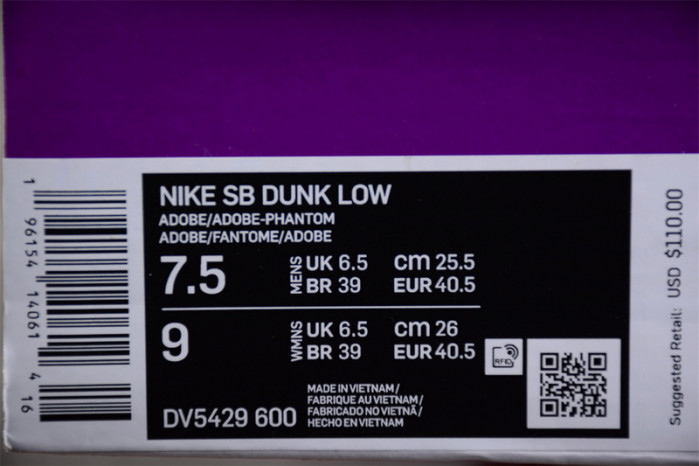 NIKE SB DUNK LOW
ADOBE/ADOBE-PHANTOM
ADOBE/FANTOME/ADOBE
7.5 MENS UK 6.5 cm 25.5
BR 39 EUR 40.5
9 WMNS UK 6.5 cm 26
BR 39 EUR 40.5
RFID
DV5429 600
MADE IN VIETNAM/
FABRIQUE AU VIETNAM/
FABRICADO NO VIETNÃ/
HECHO EN VIETNAM
1 96154 14061 4 16
Suggested Retail: USD $110.00